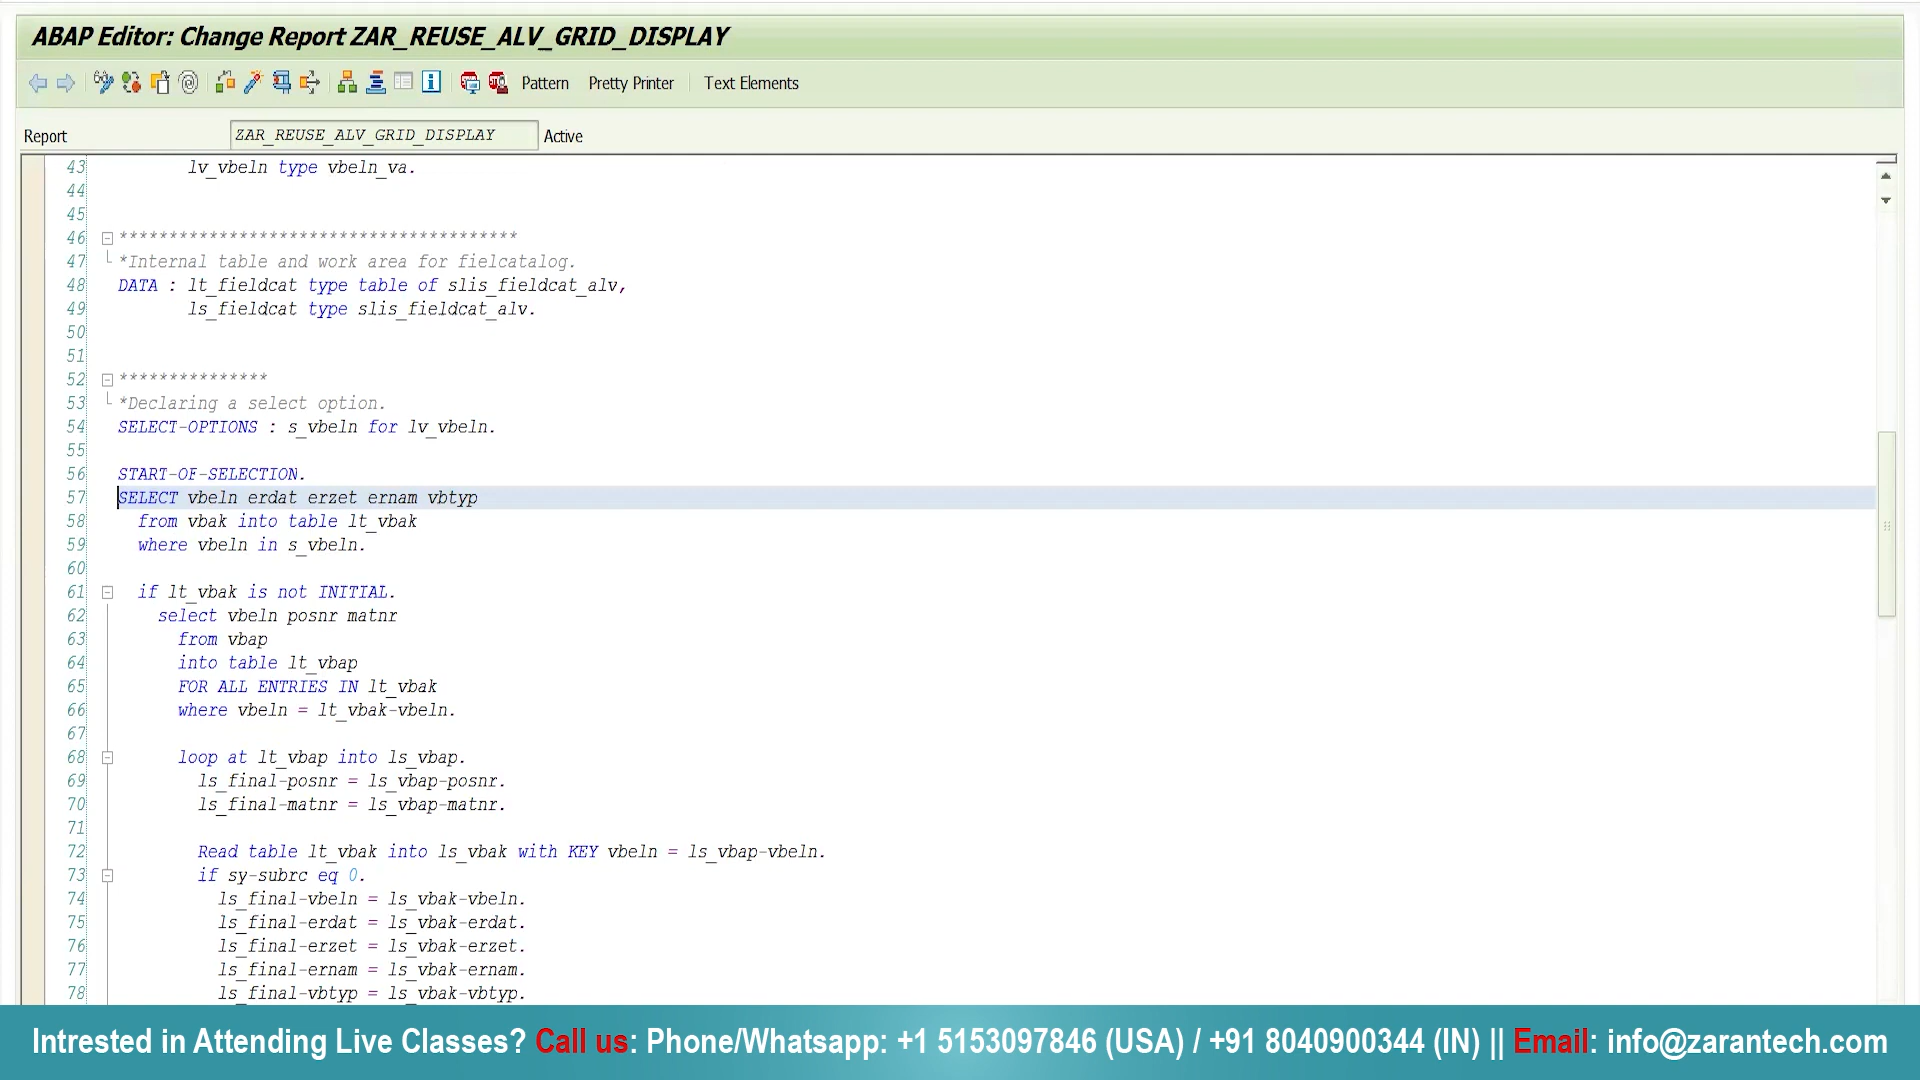 ABAP Editor: Change Report ZAR_REUSE_ALV_GRID_DISPLAY
Pattern Pretty Printer Text Elements
Report ZAR_REUSE_ALV_GRID_DISPLAY Active
43 lv_vbeln type vbeln_va.
44
45
46 ****************************************
47 *Internal table and work area for fielcatalog.
48 DATA : lt_fieldcat type table of slis_fieldcat_alv,
49 ls_fieldcat type slis_fieldcat_alv.
50
51
52 ***************
53 *Declaring a select option.
54 SELECT-OPTIONS : s_vbeln for lv_vbeln.
55
56 START-OF-SELECTION.
57 SELECT vbeln erdat erzet ernam vbtyp
58 from vbak into table lt_vbak
59 where vbeln in s_vbeln.
60
61 if lt_vbak is not INITIAL.
62 select vbeln posnr matnr
63 from vbap
64 into table lt_vbap
65 FOR ALL ENTRIES IN lt_vbak
66 where vbeln = lt_vbak-vbeln.
67
68 loop at lt_vbap into ls_vbap.
69 ls_final-posnr = ls_vbap-posnr.
70 ls_final-matnr = ls_vbap-matnr.
71
72 Read table lt_vbak into ls_vbak with KEY vbeln = ls_vbap-vbeln.
73 if sy-subrc eq 0.
74 ls_final-vbeln = ls_vbak-vbeln.
75 ls_final-erdat = ls_vbak-erdat.
76 ls_final-erzet = ls_vbak-erzet.
77 ls_final-ernam = ls_vbak-ernam.
78 ls_final-vbtyp = ls_vbak-vbtyp.
Intrested in Attending Live Classes? Call us: Phone/Whatsapp: +1 5153097846 (USA) / +91 8040900344 (IN) || Email: info@zarantech.com